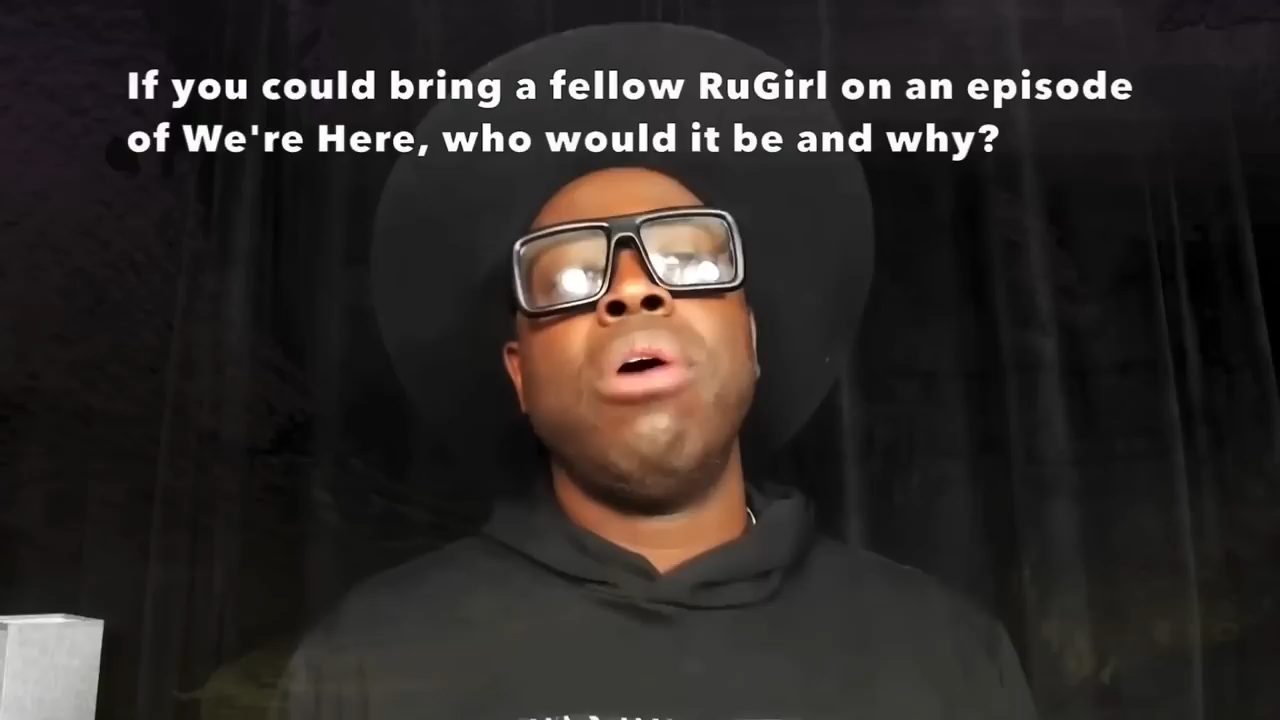 If you could bring a fellow RuGirl on an episode
of We're Here, who would it be and why?